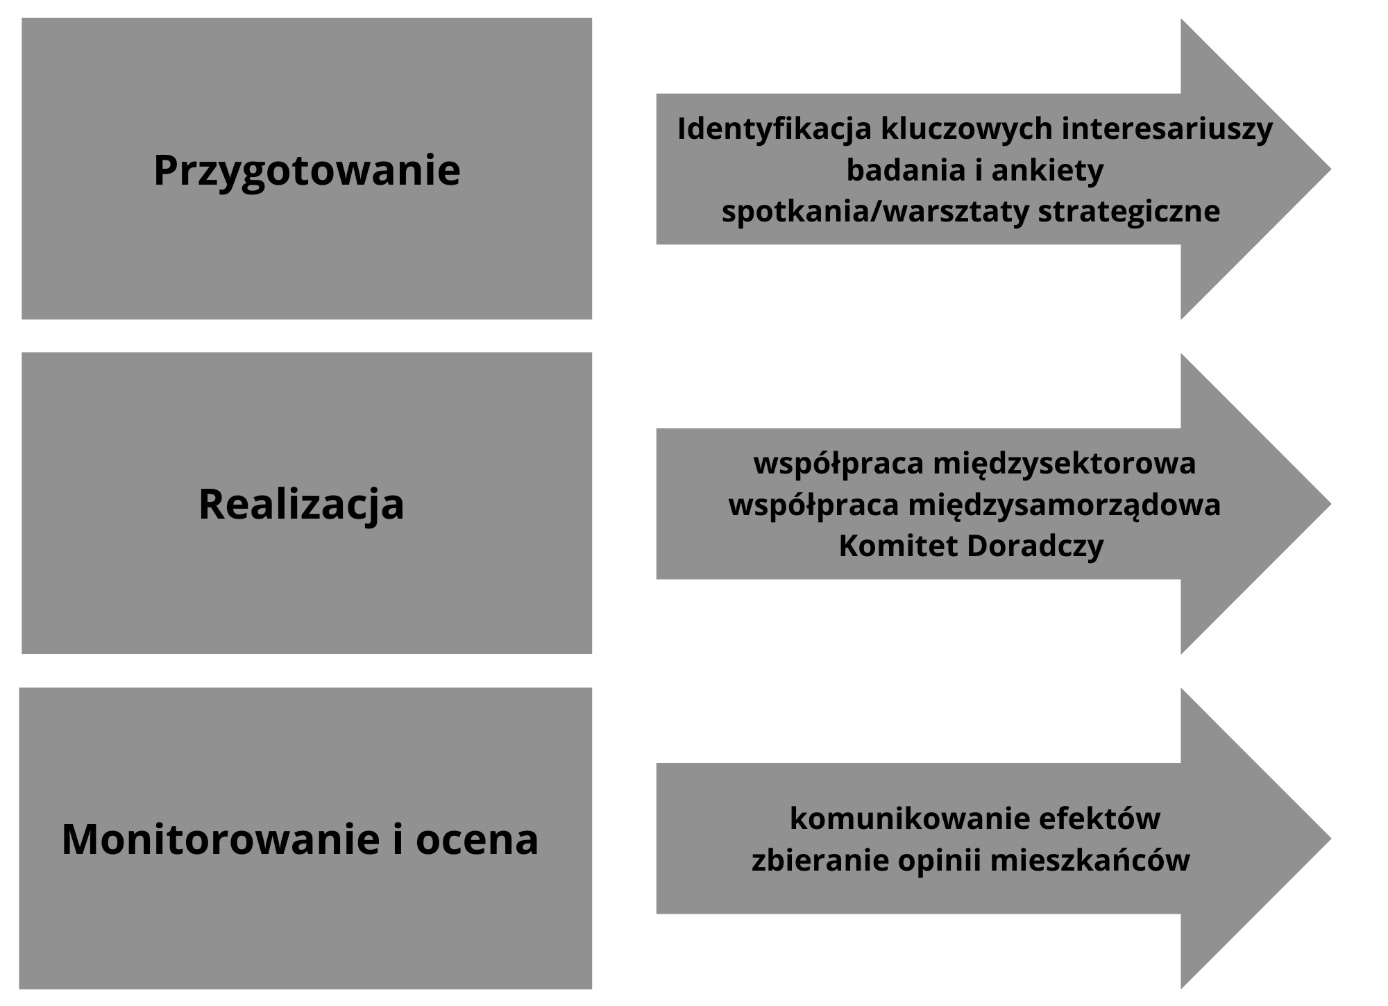 Przygotowanie
Identyfikacja kluczowych interesariuszy
badania i ankiety
spotkania/warsztaty strategiczne
Realizacja
współpraca międzysektorowa
współpraca międzysamorządowa
Komitet Doradczy
Monitorowanie i ocena
komunikowanie efektów
zbieranie opinii mieszkańców